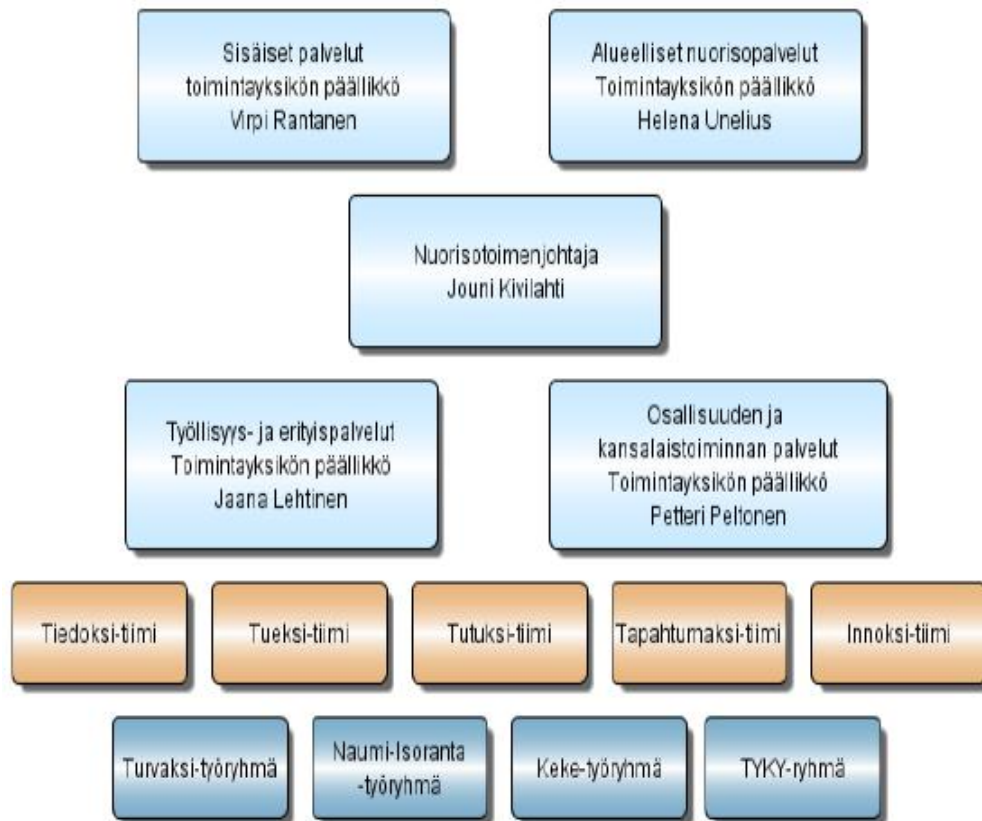 Sisäiset palvelut
toimintayksikön päällikkö
Virpi Rantanen
Alueelliset nuorisopalvelut
Toimintayksikön päällikkö
Helena Unelius
Nuorisotoimenjohtaja
Jouni Kivilahti
Työllisyys- ja erityispalvelut
Toimintayksikön päällikkö
Jaana Lehtinen
Osallisuuden ja
kansalaistoiminnan palvelut
Toimintayksikön päällikkö
Petteri Peltonen
Tiedoksi-tiimi
Tueksi-tiimi
Tutuksi-tiimi
Tapahtumaksi-tiimi
Innoksi-tiimi
Turvaksi-työryhmä
Naumi-Isoranta
-työryhmä
Keke-työryhmä
TYKY-ryhmä